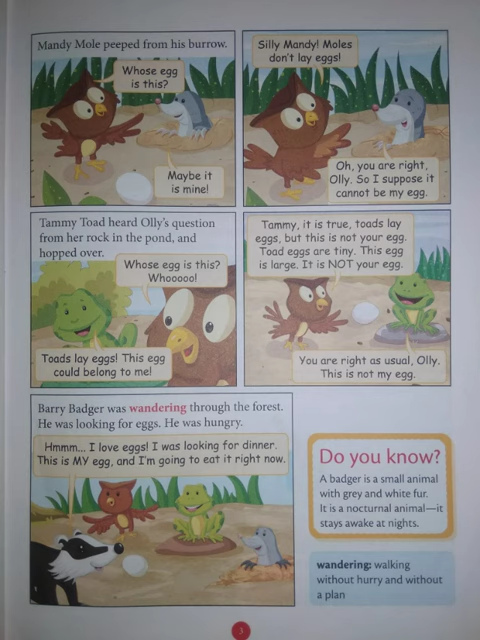 Mandy Mole peeped from his burrow.
Whose egg
is this?
Maybe it
is mine!
Silly Mandy! Moles
don't lay eggs!
Oh, you are right,
Olly. So I suppose it
cannot be my egg.
Tammy Toad heard Olly's question
from her rock in the pond, and
hopped over.
Whose egg is this?
Whooooo!
Toads lay eggs! This egg
could belong to me!
Tammy, it is true, toads lay
eggs, but this is not your egg.
Toad eggs are tiny. This egg
is large. It is NOT your egg.
You are right as usual, Olly.
This is not my egg.
Barry Badger was wandering through the forest.
He was looking for eggs. He was hungry.
Hmmm... I love eggs! I was looking for dinner.
This is MY egg, and I'm going to eat it right now.
Do you know?
A badger is a small animal
with grey and white fur.
It is a nocturnal animal—it
stays awake at nights.
wandering: walking
without hurry and without
a plan
3